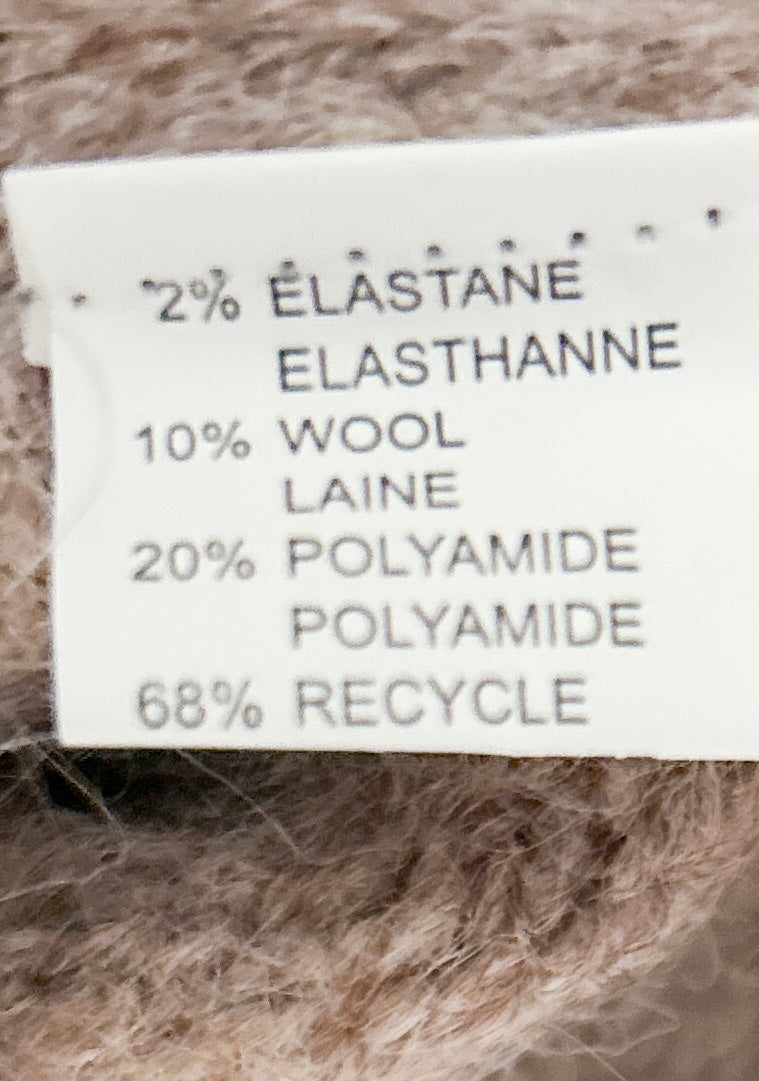 2% ELASTANE
ELASTHANNE
10% WOOL
LAINE
20% POLYAMIDE
POLYAMIDE
68% RECYCLE